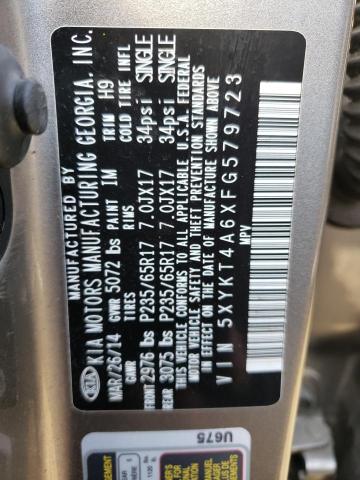 MANUFACTURED BY
KIA MOTORS MANUFACTURING GEORGIA, INC.
KIA
MAR/26/14 PAINT IM TRIM H9
GVWR 5072 lbs
GAWR TIRES RIMS COLD TIRE INFL
FRONT 2976 lbs P235/65R17 7.0JX17 34psi SINGLE
REAR 3075 lbs P235/65R17 7.0JX17 34psi SINGLE
THIS VEHICLE CONFORMS TO ALL APPLICABLE U.S.A. FEDERAL
MOTOR VEHICLE SAFETY, BUMPER AND
THEFT PREVENTION STANDARDS IN EFFECT ON THE DATE OF
MANUFACTURE SHOWN ABOVE
VIN 5XYKT4A6XFG579723
MPV
U675